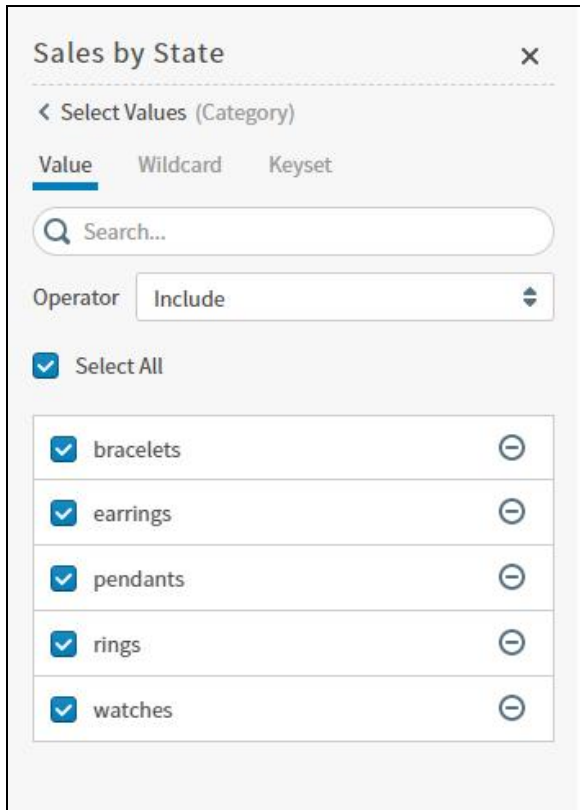 Sales by State
Select Values (Category)
Value Wildcard Keyset
Search...
Operator Include
Select All
bracelets
earrings
pendants
rings
watches